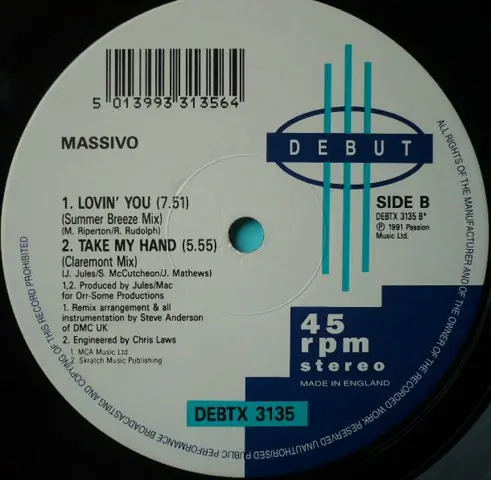 5 013993 313564
MASSIVO
DEBUT
1. LOVIN' YOU (7.51)
(Summer Breeze Mix)
(M. Riperton/R. Rudolph)
2. TAKE MY HAND (5.55)
(Claremont Mix)
(J. Jules/S. McCutcheon/J. Mathews)
1,2. Produced by Jules/Mac
for Orr-Some Productions
1. Remix arrangement & all
instrumentation by Steve Anderson
of DMC UK
2. Engineered by Chris Laws
1. MCA Music Ltd.
2. Skratch Music Publishing
SIDE B
DEBTX 3135 B*
℗ 1991 Passion
Music Ltd.
45
rpm
stereo
MADE IN ENGLAND
DEBTX 3135
ALL RIGHTS OF THE MANUFACTURER AND OF THE OWNER OF THE RECORDED WORK RESERVED UNAUTHORISED PUBLIC PERFORMANCE BROADCASTING AND COPYING OF THIS RECORD PROHIBITED